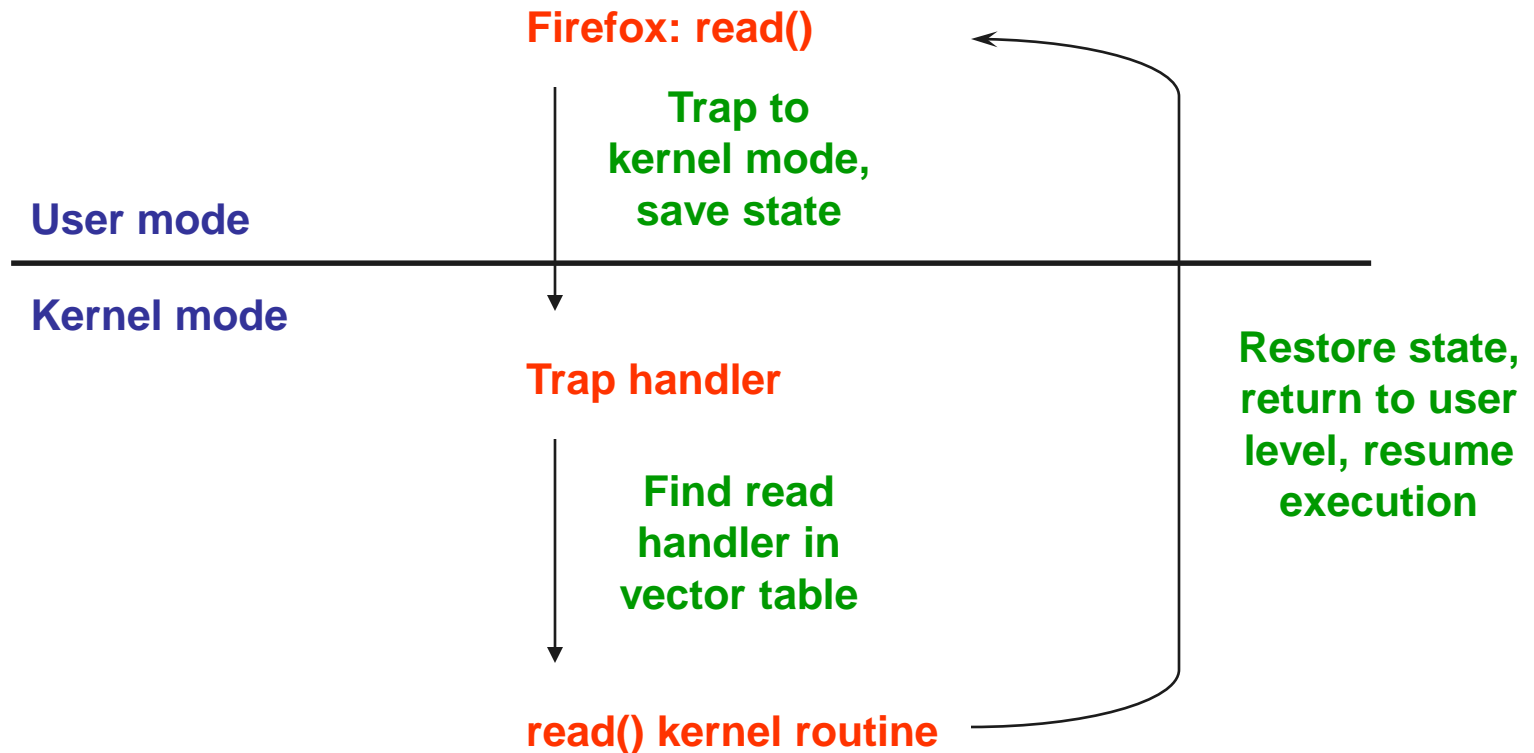 Firefox: read()
Trap to
kernel mode,
save state
User mode
Kernel mode
Trap handler
Restore state,
return to user
level, resume
execution
Find read
handler in
vector table
read() kernel routine